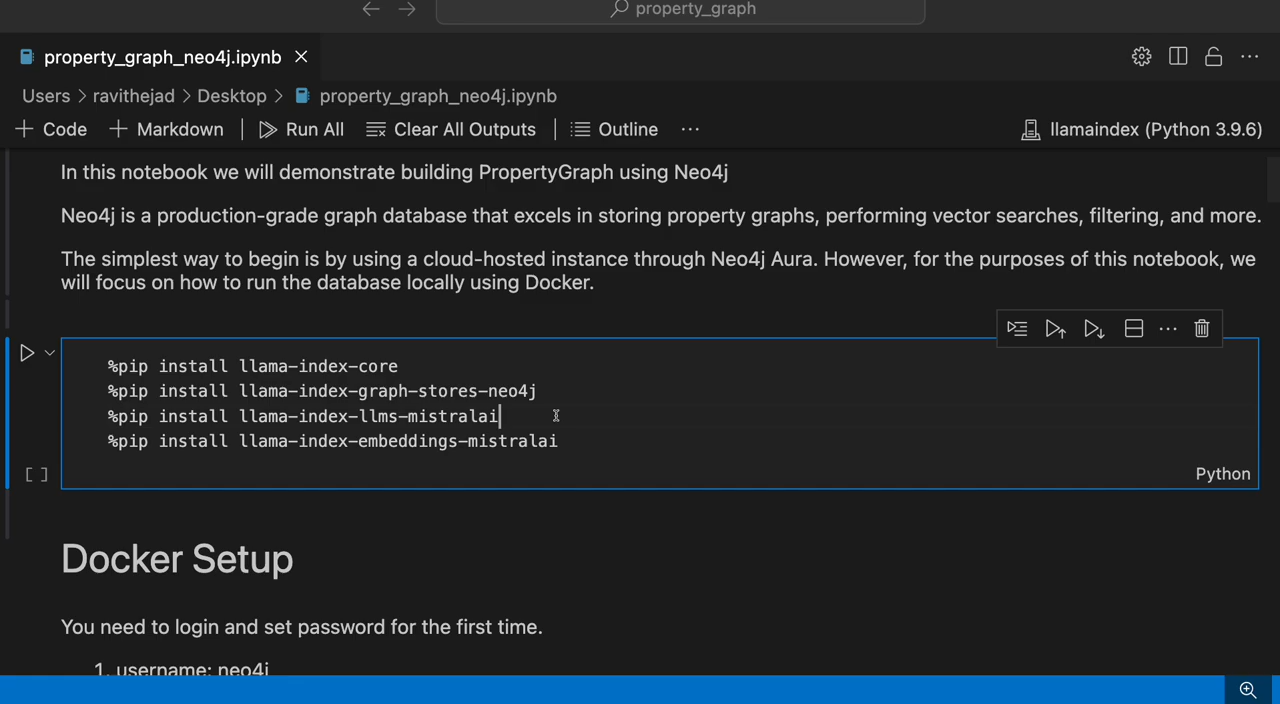 property_graph
property_graph_neo4j.ipynb
Users > ravithejad > Desktop > property_graph_neo4j.ipynb
Code Markdown Run All Clear All Outputs Outline ... llamaindex (Python 3.9.6)
In this notebook we will demonstrate building PropertyGraph using Neo4j
Neo4j is a production-grade graph database that excels in storing property graphs, performing vector searches, filtering, and more.
The simplest way to begin is by using a cloud-hosted instance through Neo4j Aura. However, for the purposes of this notebook, we
will focus on how to run the database locally using Docker.
%pip install llama-index-core
%pip install llama-index-graph-stores-neo4j
%pip install llama-index-llms-mistralai
%pip install llama-index-embeddings-mistralai
[ ]
Python
Docker Setup
You need to login and set password for the first time.
1. username: neo4j